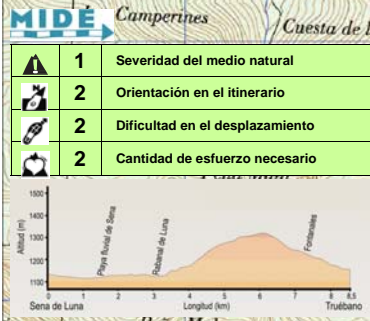 MIDE
Camperines
Cuesta de
1 Severidad del medio natural
2 Orientación en el itinerario
2 Dificultad en el desplazamiento
2 Cantidad de esfuerzo necesario
1500
1400
1300
1200
1100
Altitud (m)
Playa fluvial de Sena
Rabanal de Luna
Fontanales
0 1 2 3 4 5 6 7 8 8,5
Sena de Luna Longitud (km) Truébano